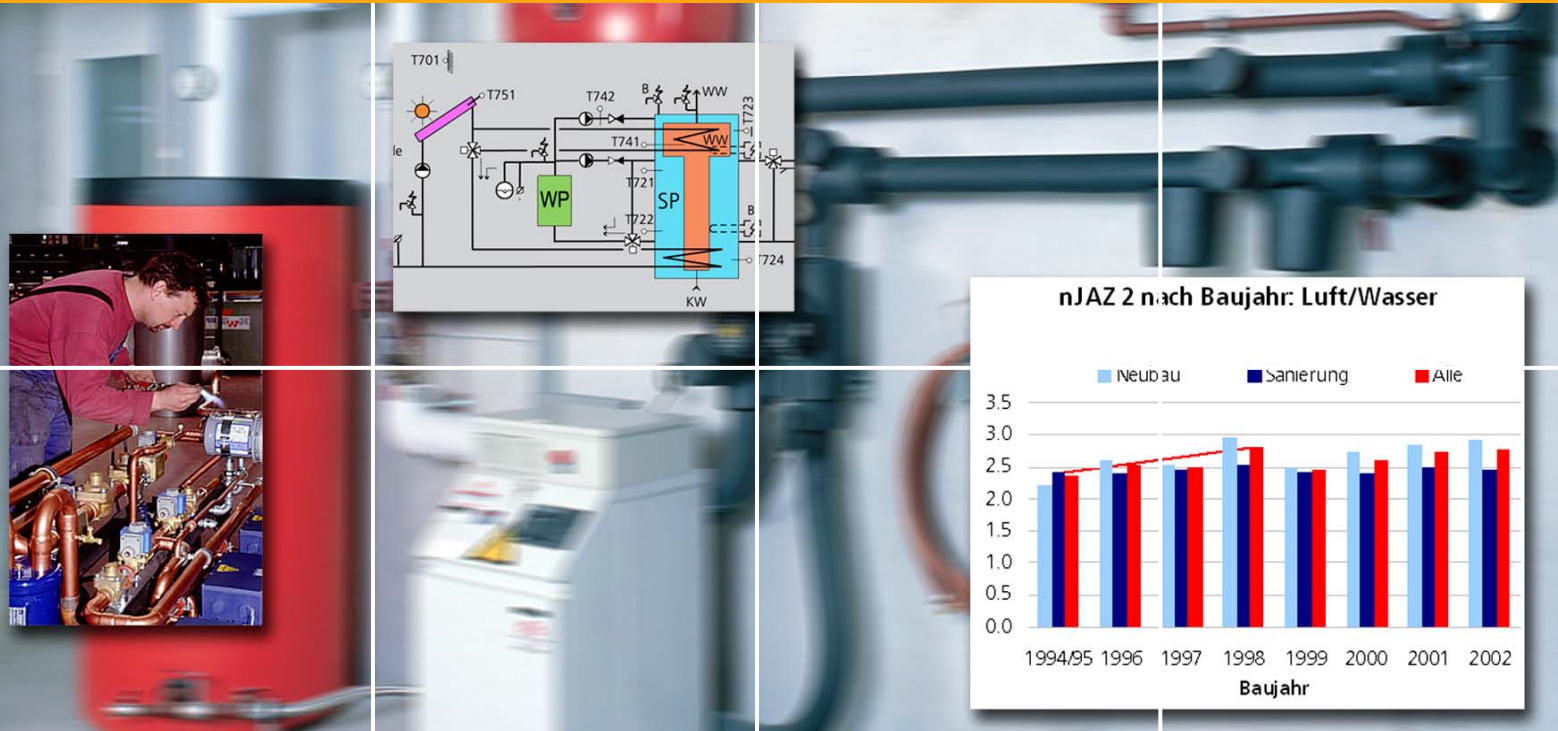 T701
T751
T742
B
WW
T723
le
T741
WW
T721
WP
SP
T722
B
T724
KW
nJAZ 2 nach Baujahr: Luft/Wasser
Neubau Sanierung Alle
3.5
3.0
2.5
2.0
1.5
1.0
0.5
0.0
1994/95 1996 1997 1998 1999 2000 2001 2002
Baujahr